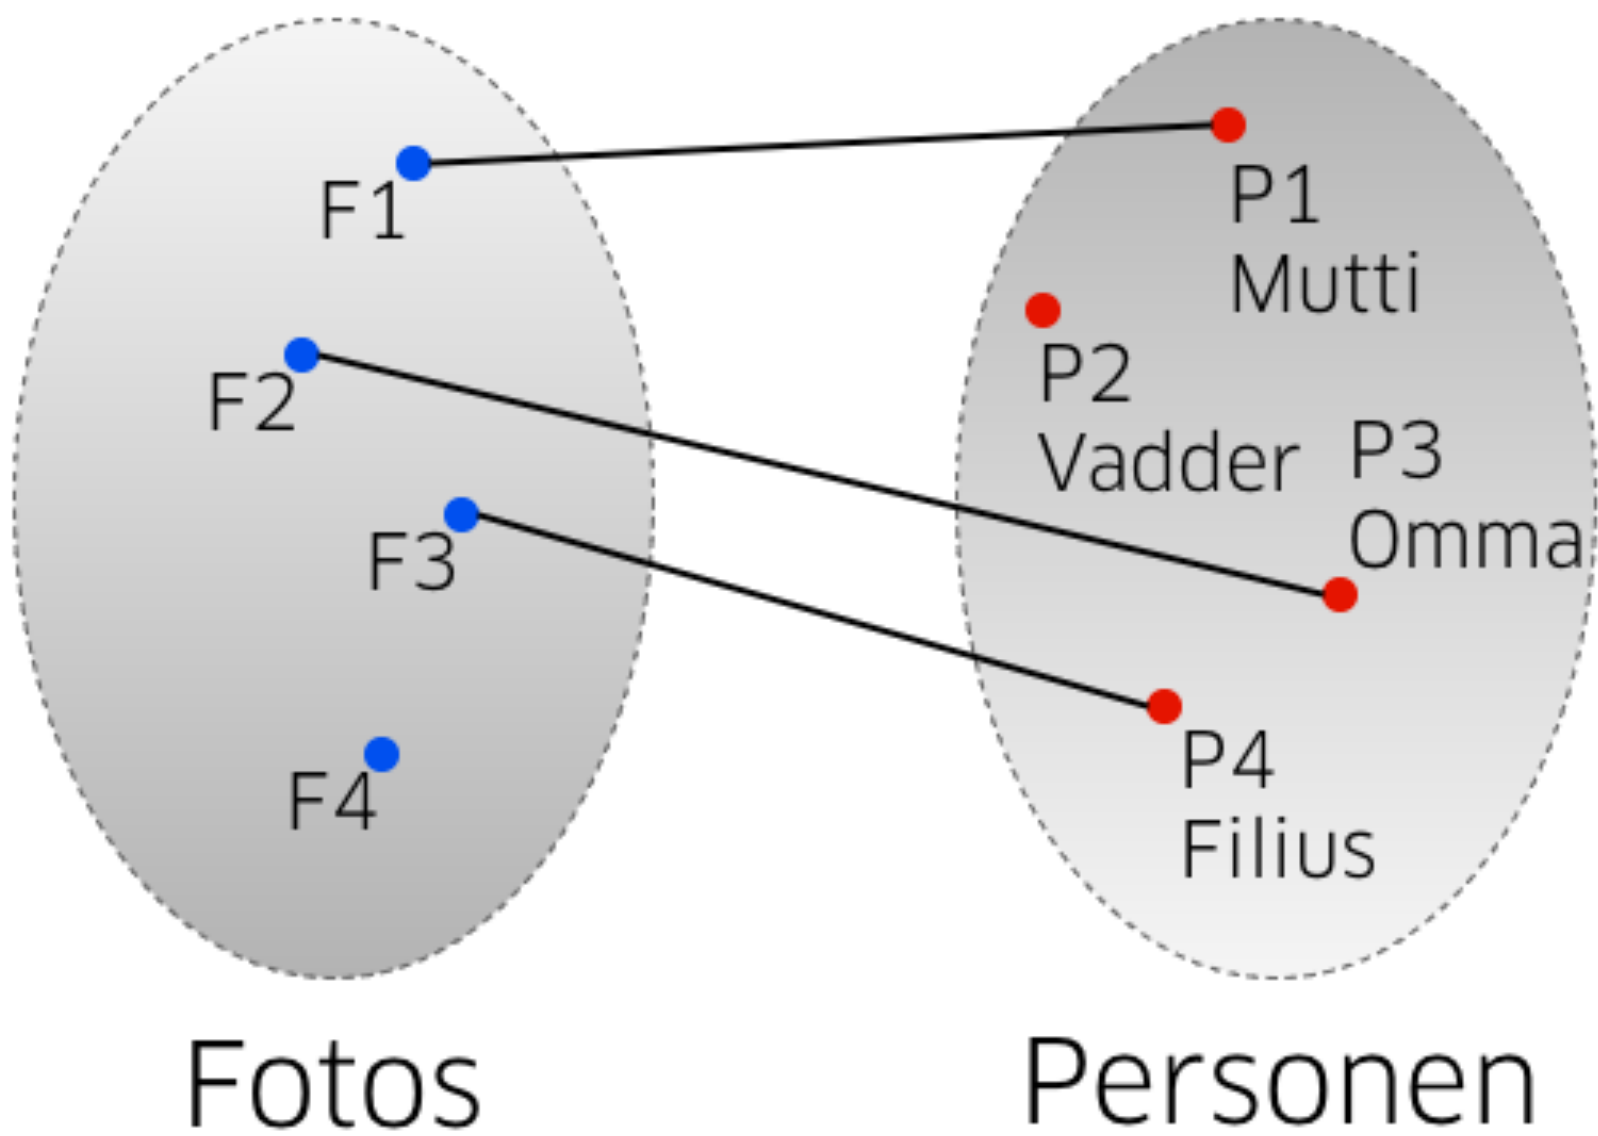 F1
F2
F3
F4
Fotos
P1
Mutti
P2
Vadder
P3
Omma
P4
Filius
Personen